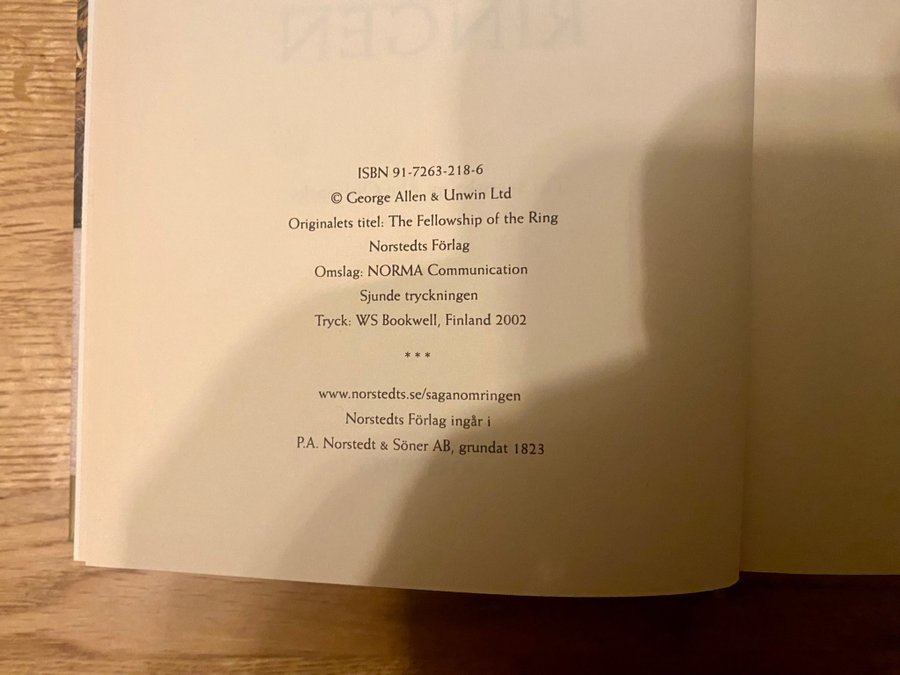 RINGEN
ISBN 91-7263-218-6
© George Allen & Unwin Ltd
Originalets titel: The Fellowship of the Ring
Norstedts Förlag
Omslag: NORMA Communication
Sjunde tryckningen
Tryck: WS Bookwell, Finland 2002
* * *
www.norstedts.se/saganomringen
Norstedts Förlag ingår i
P.A. Norstedt & Söner AB, grundat 1823